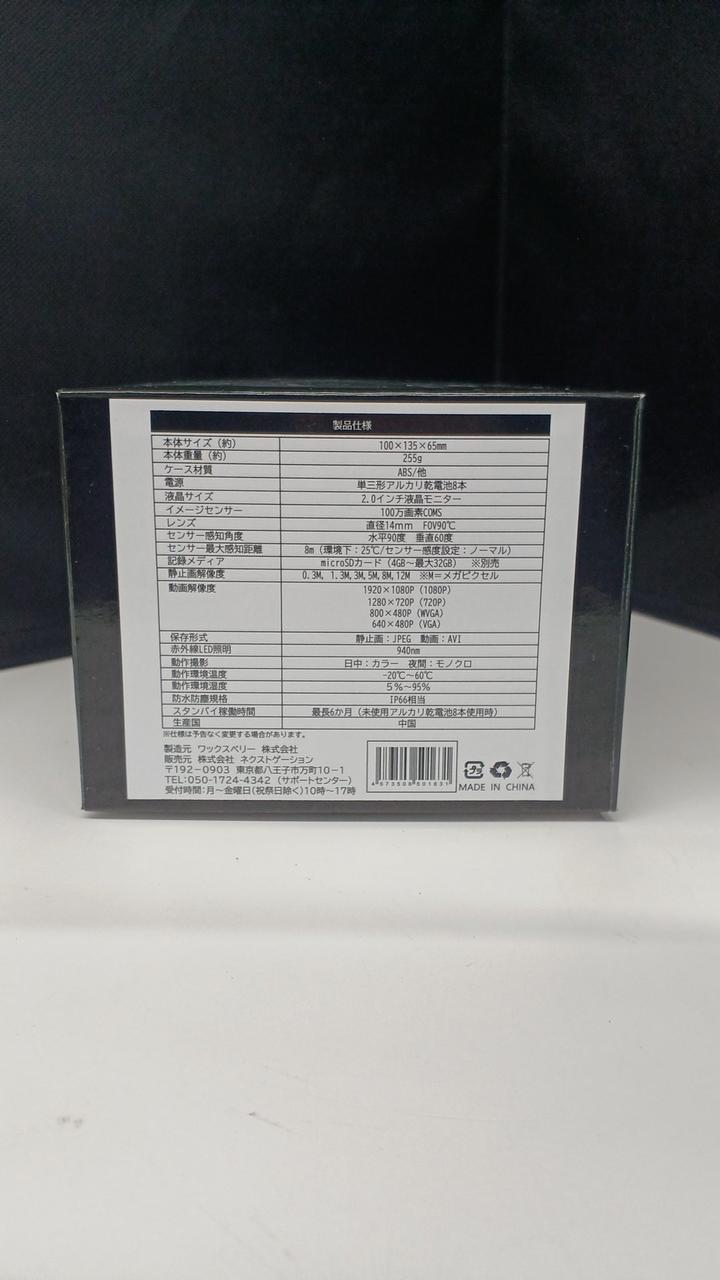 製品仕様
本体サイズ（約） 100×135×65mm
本体重量（約） 255g
ケース材質 ABS/他
電源 単三形アルカリ乾電池8本
液晶サイズ 2.0インチ液晶モニター
イメージセンサー 100万画素COMS
レンズ 直径14mm FOV90℃
センサー感知角度 水平90度 垂直60度
センサー最大感知距離 8m（環境下：25℃/センサー感度設定：ノーマル）
記録メディア microSDカード（4GB～最大32GB） ※別売
静止画解像度 0.3M, 1.3M,3M,5M,8M,12M ※M＝メガピクセル
動画解像度 1920×1080P（1080P）
1280×720P（720P）
800×480P（WVGA）
640×480P（VGA）
保存形式 静止画：JPEG 動画：AVI
赤外線LED照明 940nm
動作撮影 日中：カラー 夜間：モノクロ
動作環境温度 -20℃～60℃
動作環境湿度 5％～95％
防水防塵規格 IP66相当
スタンバイ稼働時間 最長6か月（未使用アルカリ乾電池8本使用時）
生産国 中国
※仕様は予告なく変更する場合があります。
製造元 ワックスベリー 株式会社
販売元 株式会社 ネクストゲーション
〒192-0903 東京都八王子市万町10-1
TEL:050-1724-4342（サポートセンター）
受付時間:月～金曜日(祝祭日除く)10時～17時
4573508501631
MADE IN CHINA